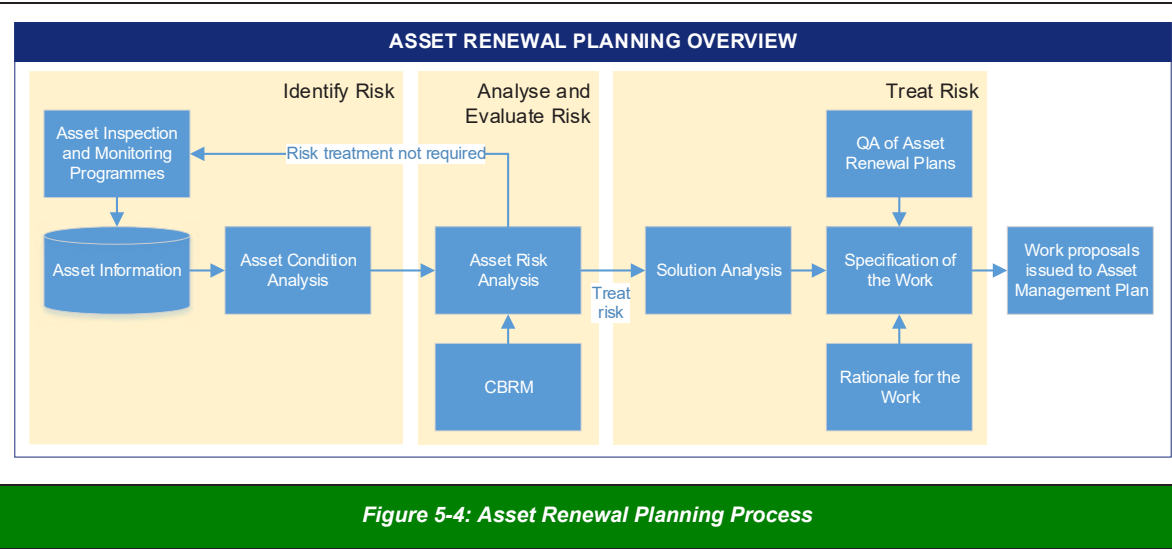 ASSET RENEWAL PLANNING OVERVIEW
Identify Risk
Analyse and
Evaluate Risk
Treat Risk
Asset Inspection
and Monitoring
Programmes
Risk treatment not required
QA of Asset
Renewal Plans
Asset Information
Asset Condition
Analysis
Asset Risk
Analysis
Treat
risk
Solution Analysis
Specification of
the Work
Work proposals
issued to Asset
Management Plan
CBRM
Rationale for the
Work
Figure 5-4: Asset Renewal Planning Process